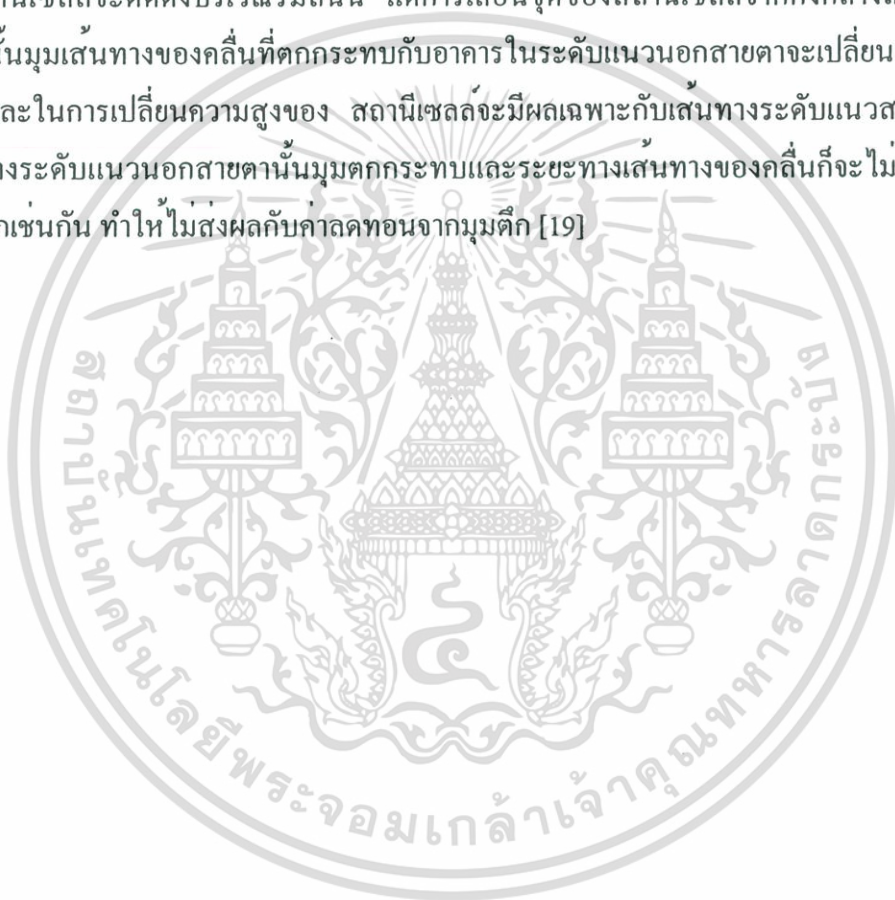 นมุมเส้นทางของคลื่นที่ตกกระทบกับอาคารในระดับแนวนอกสายตาจะเปลี่ยน
ละในการเปลี่ยนความสูงของ สถานีเซลล์จะมีผลเฉพาะกับเส้นทางระดับแนวส
งระดับแนวนอกสายตานั้นมุมตกกระทบและระยะทางเส้นทางของคลื่นก็จะไม่
กเช่นกัน ทำให้ไม่ส่งผลกับค่าลดทอนจากมุมตึก [19]
สถาบันเทคโนโลยีพระจอมเกล้าเจ้าคุณทหารลาดกระบัง